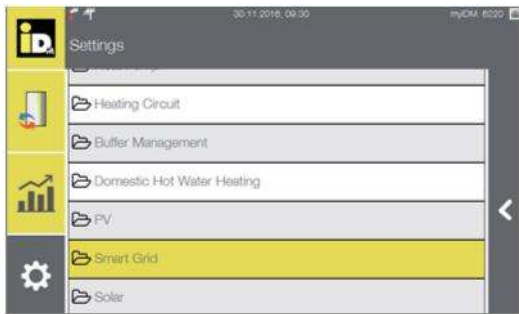 iD.
30.11.2016, 09:30
myIDM: 6220
Settings
Heating Circuit
Buffer Management
Domestic Hot Water Heating
PV
Smart Grid
Solar